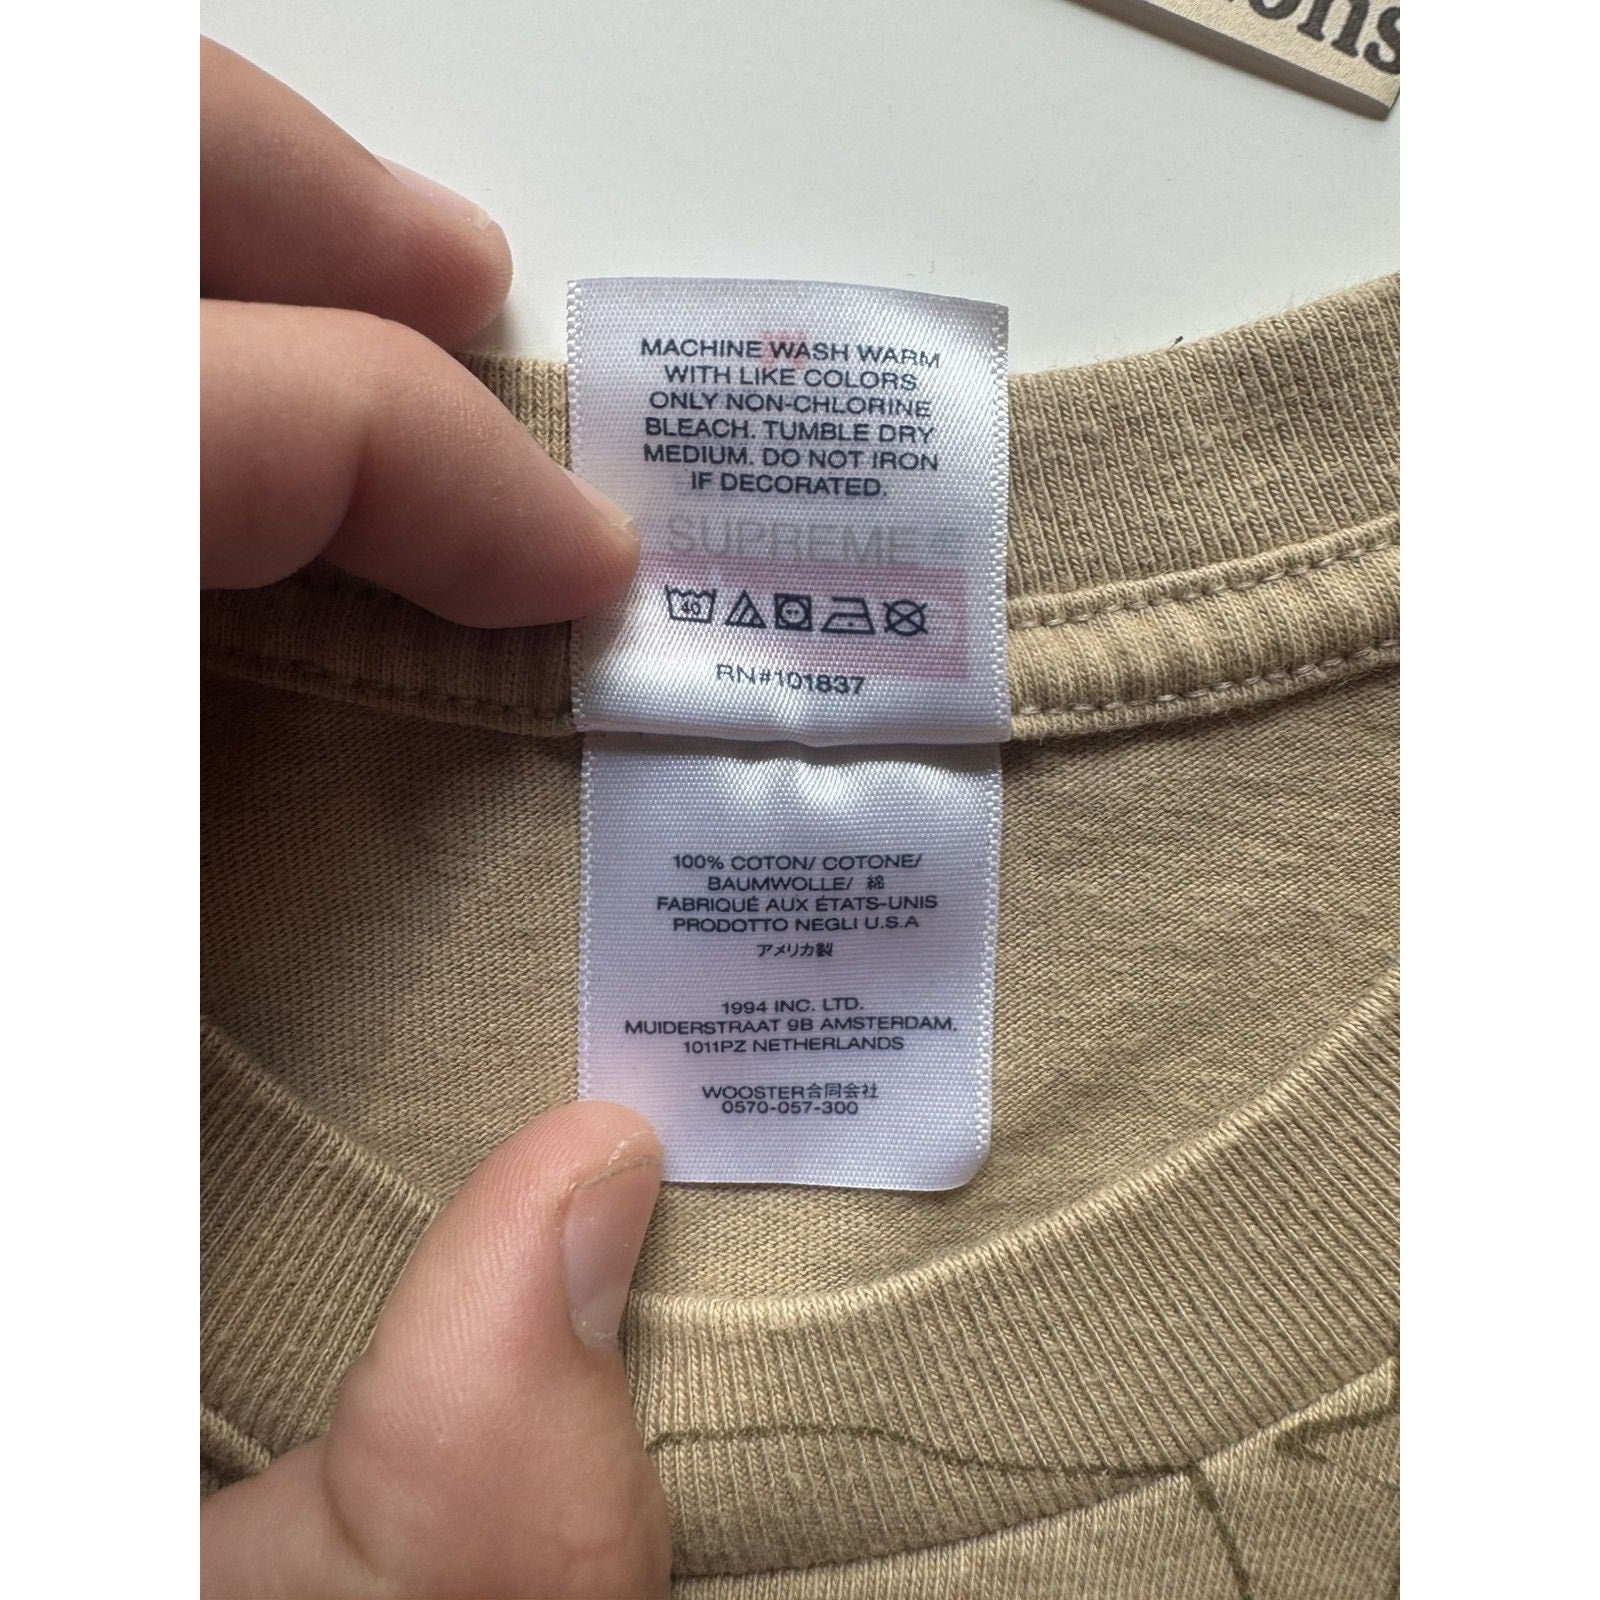 ons
MACHINE WASH WARM
WITH LIKE COLORS
ONLY NON-CHLORINE
BLEACH. TUMBLE DRY
MEDIUM. DO NOT IRON
IF DECORATED.
SUPREME
40
RN#101837
100% COTON/ COTONE/
BAUMWOLLE/ 綿
FABRIQUÉ AUX ÉTATS-UNIS
PRODOTTO NEGLI U.S.A
アメリカ製
1994 INC. LTD.
MUIDERSTRAAT 9B AMSTERDAM,
1011PZ NETHERLANDS
WOOSTER合同会社
0570-057-300